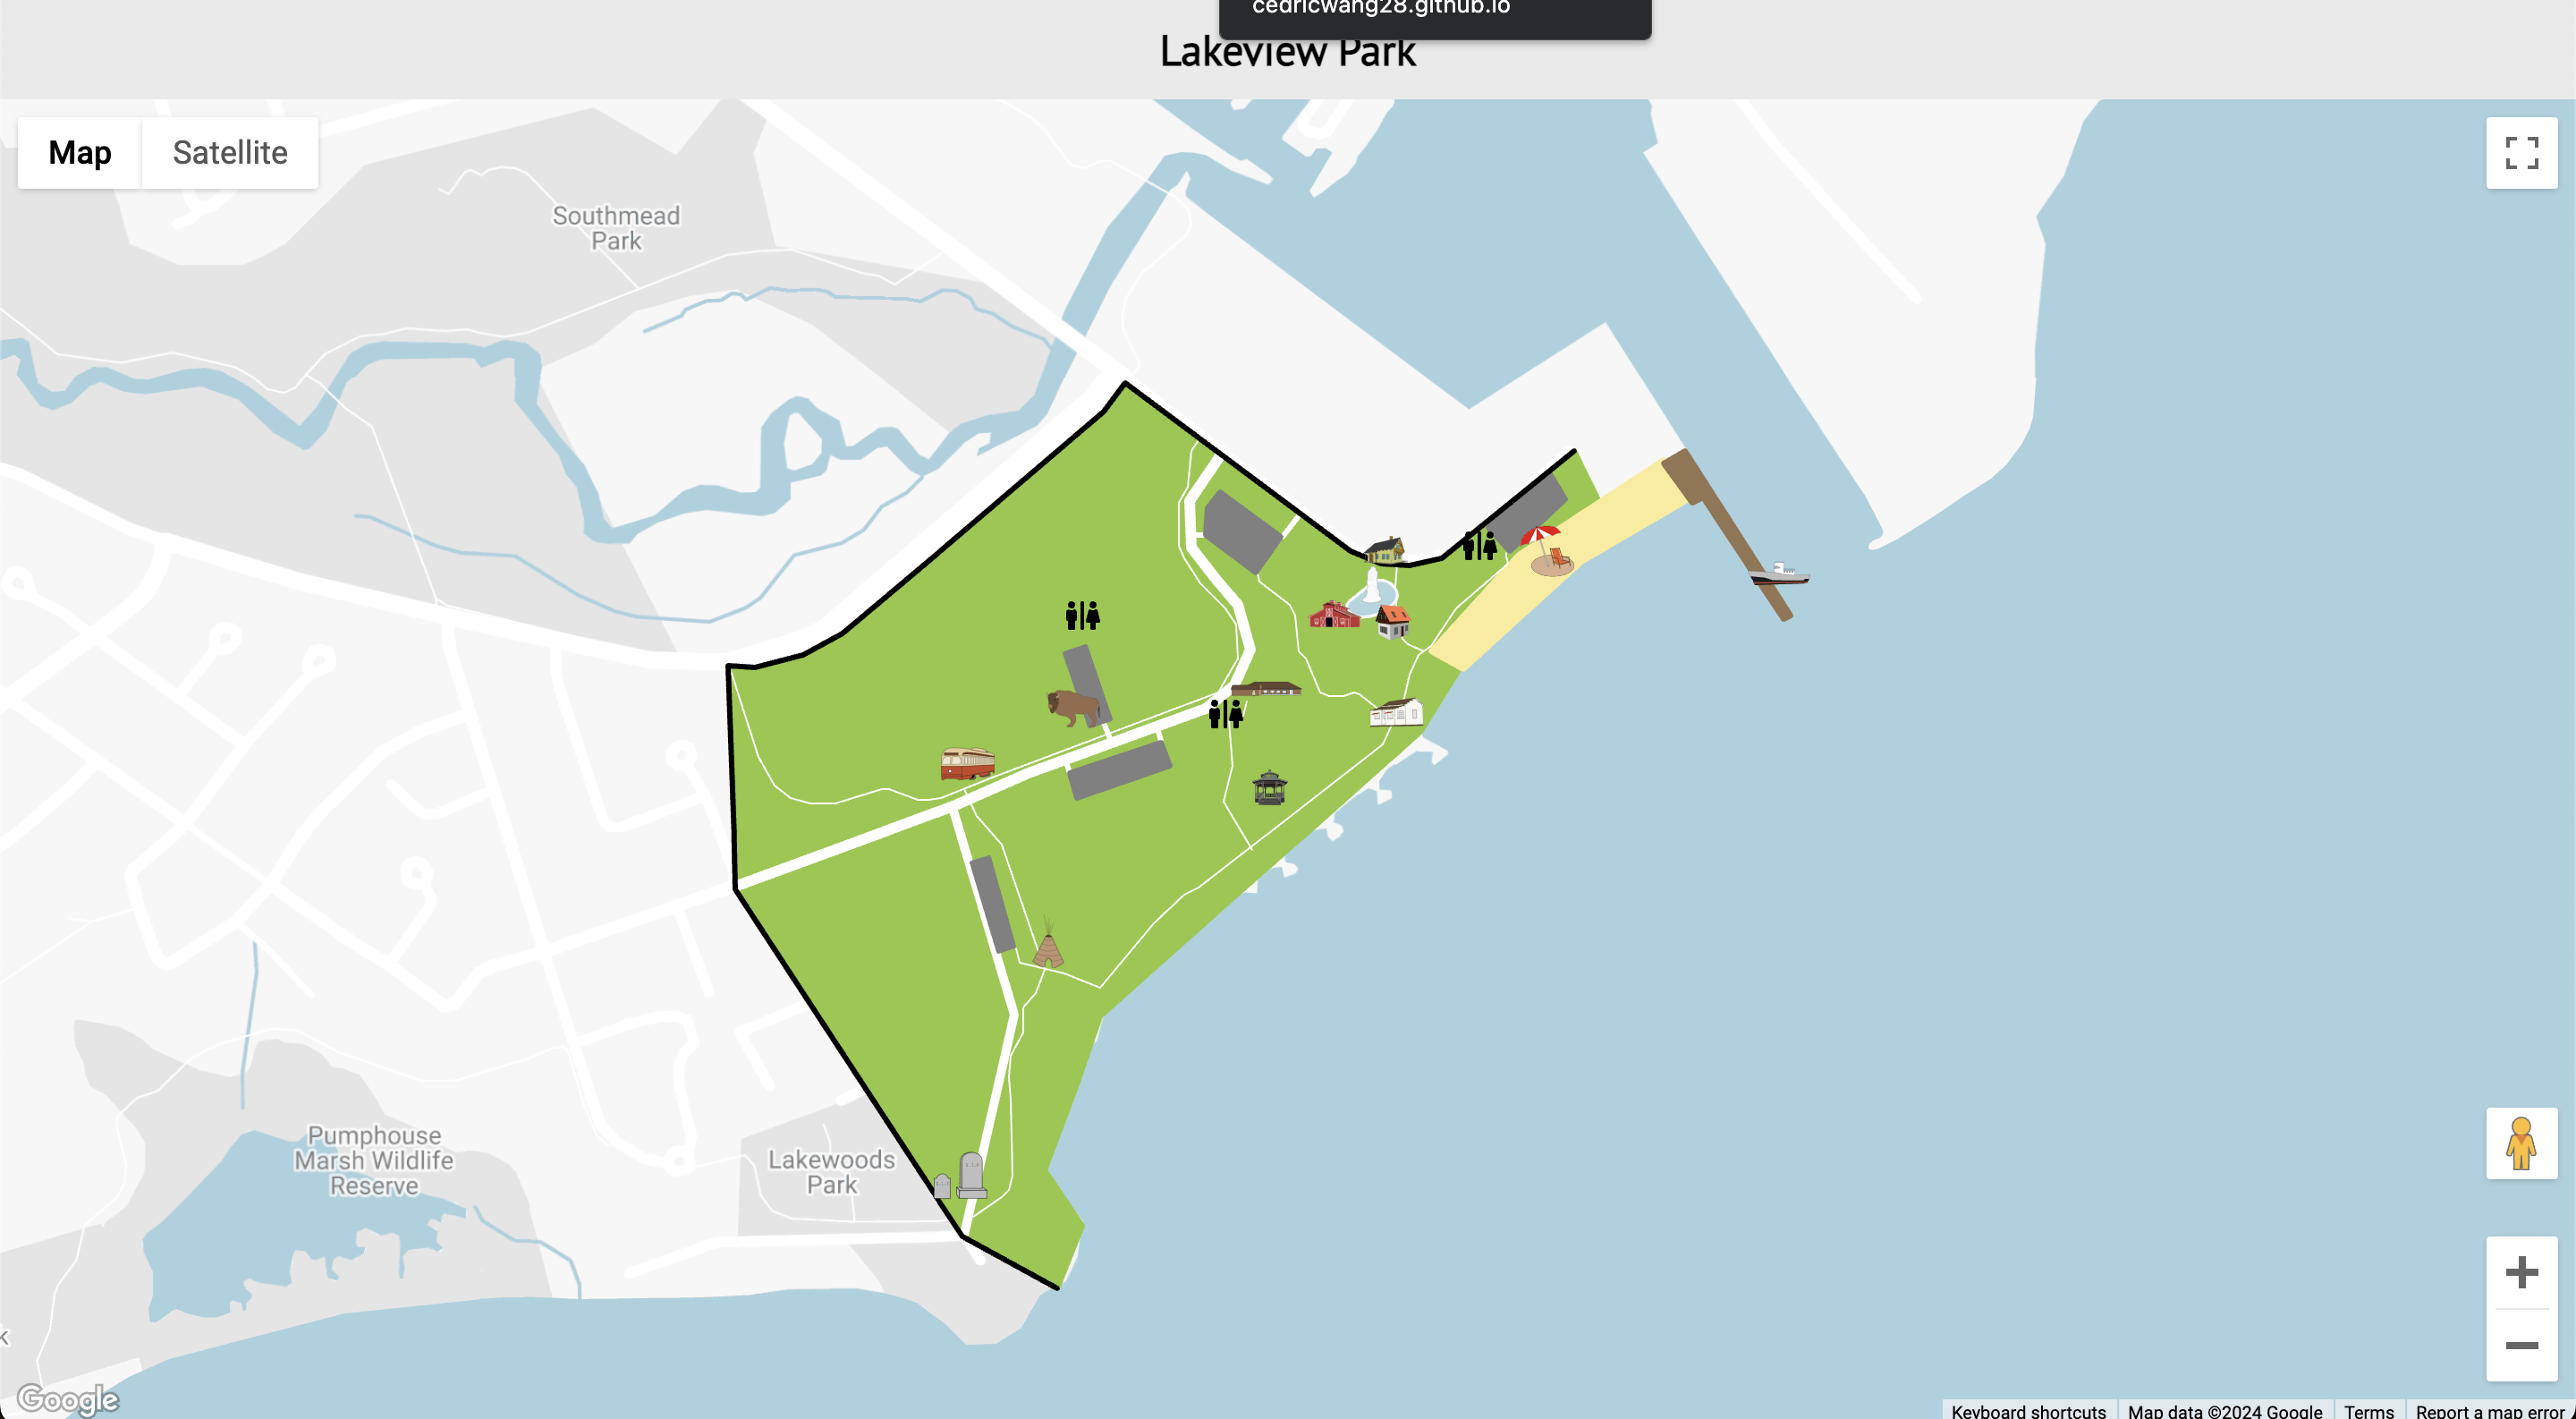 cedricwang28.github.io
Lakeview Park
Map
Satellite
Southmead
Park
Pumphouse
Marsh Wildlife
Reserve
Lakewoods
Park
k
Google
Keyboard shortcuts
Map data ©2024 Google
Terms
Report a map error